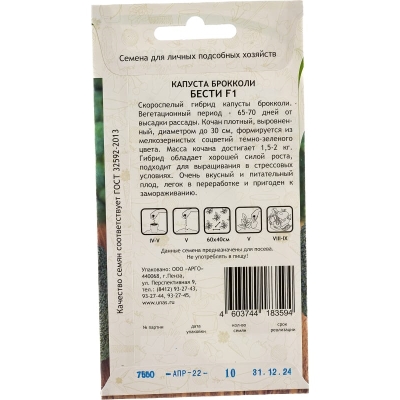 Семена для личных подсобных хозяйств
КАПУСТА БРОККОЛИ
БЕСТИ F1
Скороспелый гибрид капусты брокколи.
Вегетационный период - 65-70 дней от
высадки рассады. Кочан плотный, выровнен-
ный, диаметром до 30 см, формируется из
мелкозернистых соцветий темно-зеленого
цвета. Масса кочана достигает 1,5-2 кг.
Гибрид обладает хорошей силой роста,
подходит для выращивания в стрессовых
условиях. Очень вкусный и питательный
плод, легок в переработке и пригоден к
замораживанию.
IV-V V 60х40см V VIII-IX
Данные семена предназначены для посева.
Не употреблять в пищу!
Упаковано: ООО «АРГО»
440068, г.Пенза,
ул. Перспективная 9,
тел.: (8412) 93-27-43,
93-27-44, 93-27-45,
www.unas.ru
4 603744 183594
Качество семян соответствует ГОСТ 32592-2013
№ партии дата упаковки кол-во семян срок реализации
7550 -АПР-22- 10 31.12.24